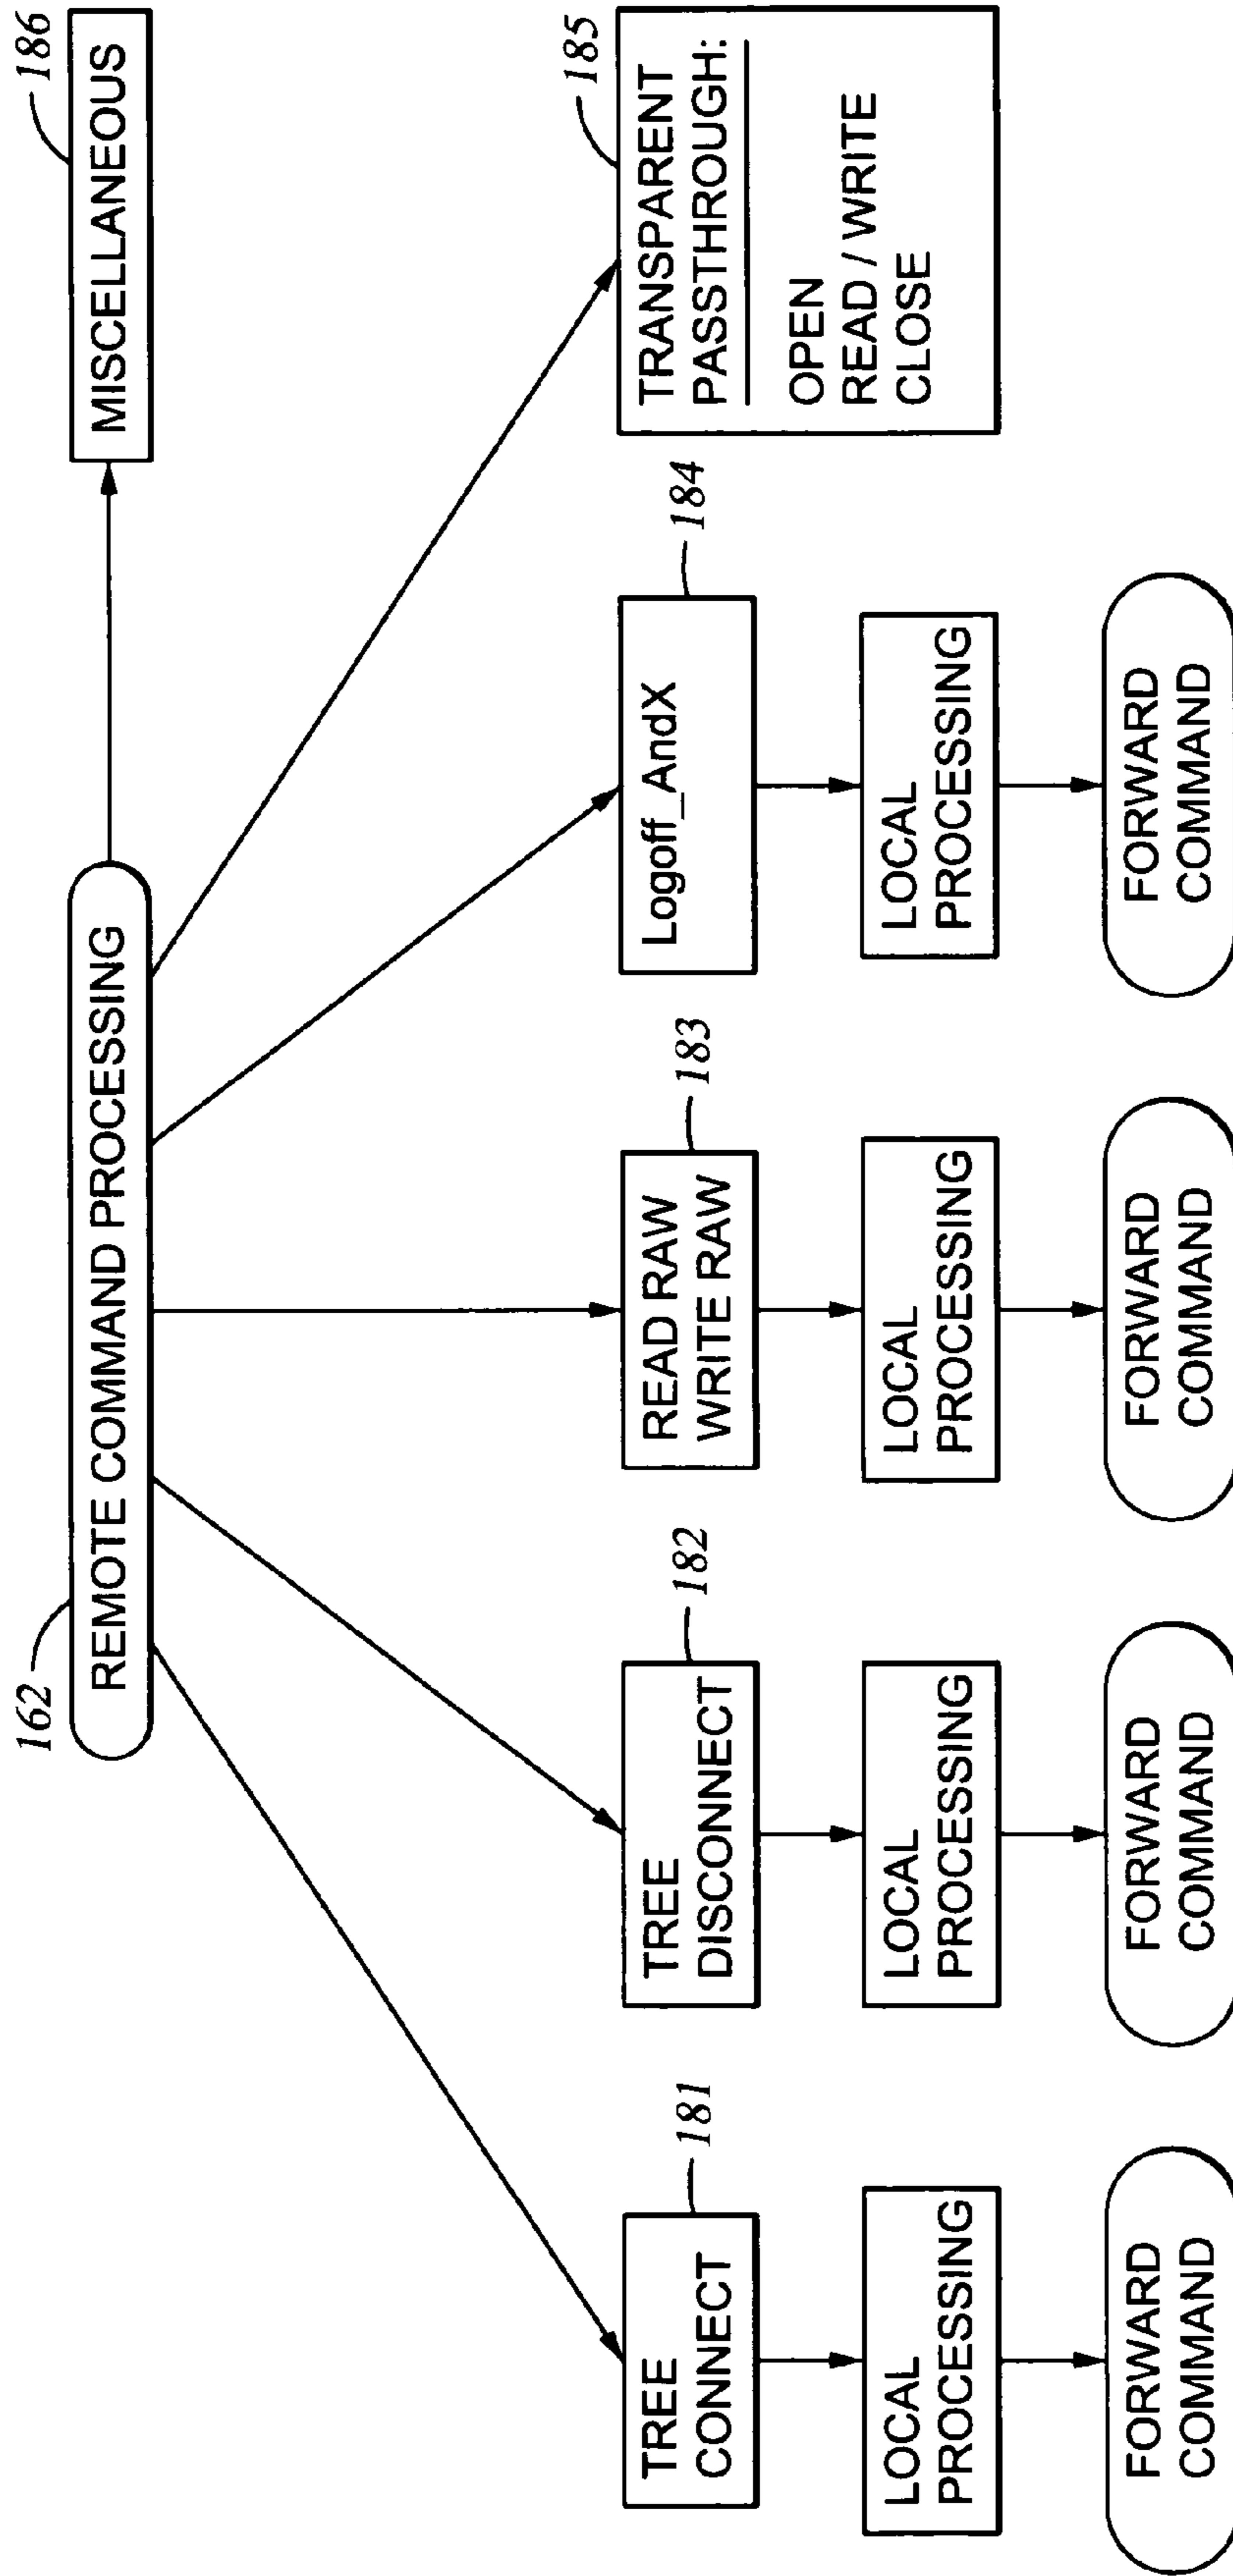 162
REMOTE COMMAND PROCESSING
186
MISCELLANEOUS
181
TREE
CONNECT
182
TREE
DISCONNECT
183
READ RAW
WRITE RAW
184
Logoff_AndX
185
TRANSPARENT
PASSTHROUGH:
OPEN
READ / WRITE
CLOSE
LOCAL
PROCESSING
LOCAL
PROCESSING
LOCAL
PROCESSING
LOCAL
PROCESSING
FORWARD
COMMAND
FORWARD
COMMAND
FORWARD
COMMAND
FORWARD
COMMAND